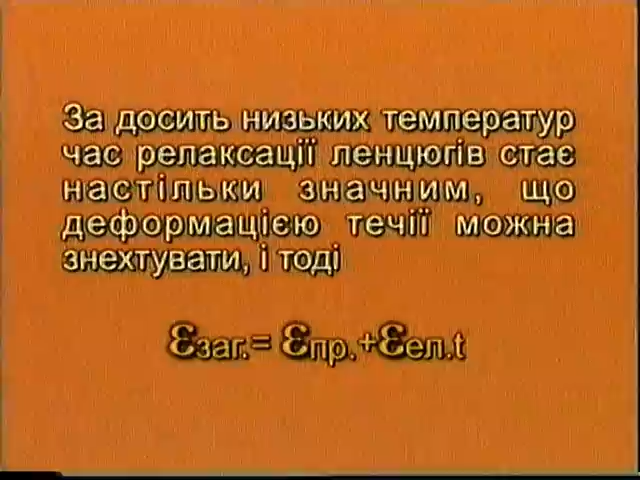 За досить низьких температур
час релаксації ленцюгів стає
настільки значним, що
деформацією течії можна
знехтувати, і тоді
εзаг.= εпр.+εел.t